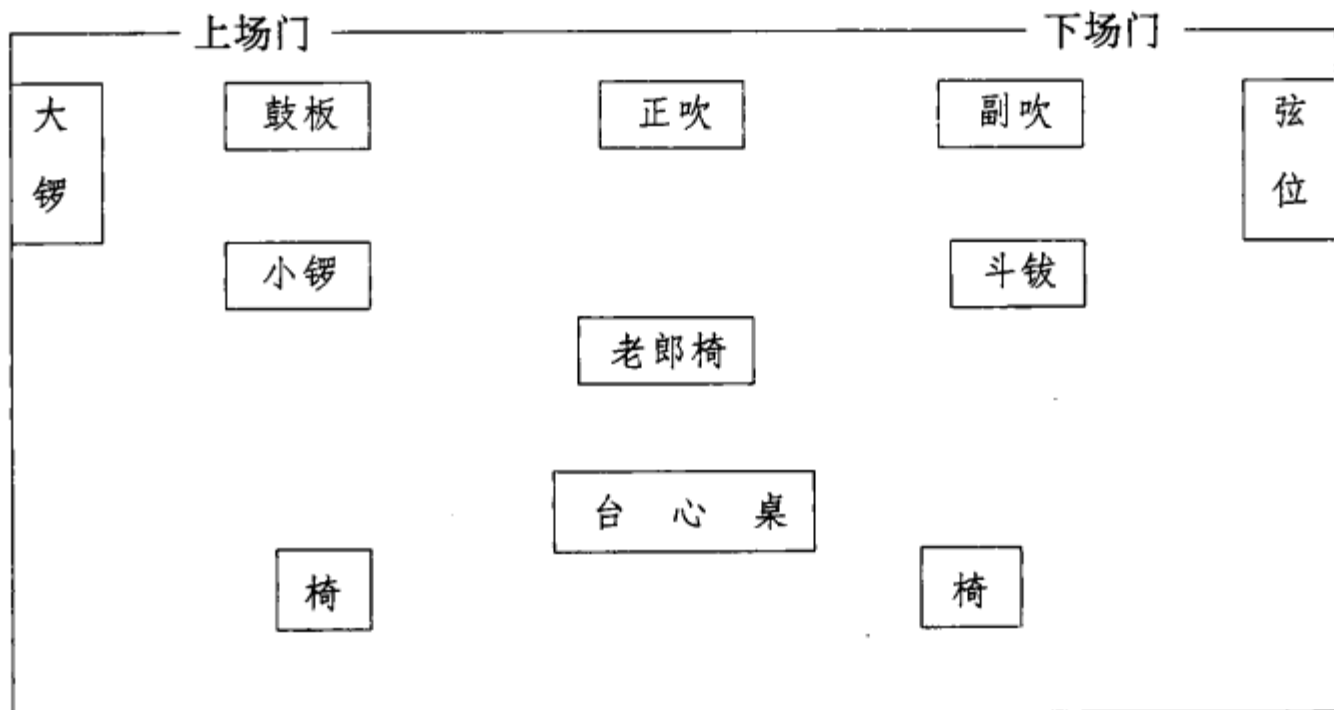 上场门
下场门
大锣
鼓板
正吹
副吹
弦位
小锣
斗钹
老郎椅
台心桌
椅
椅